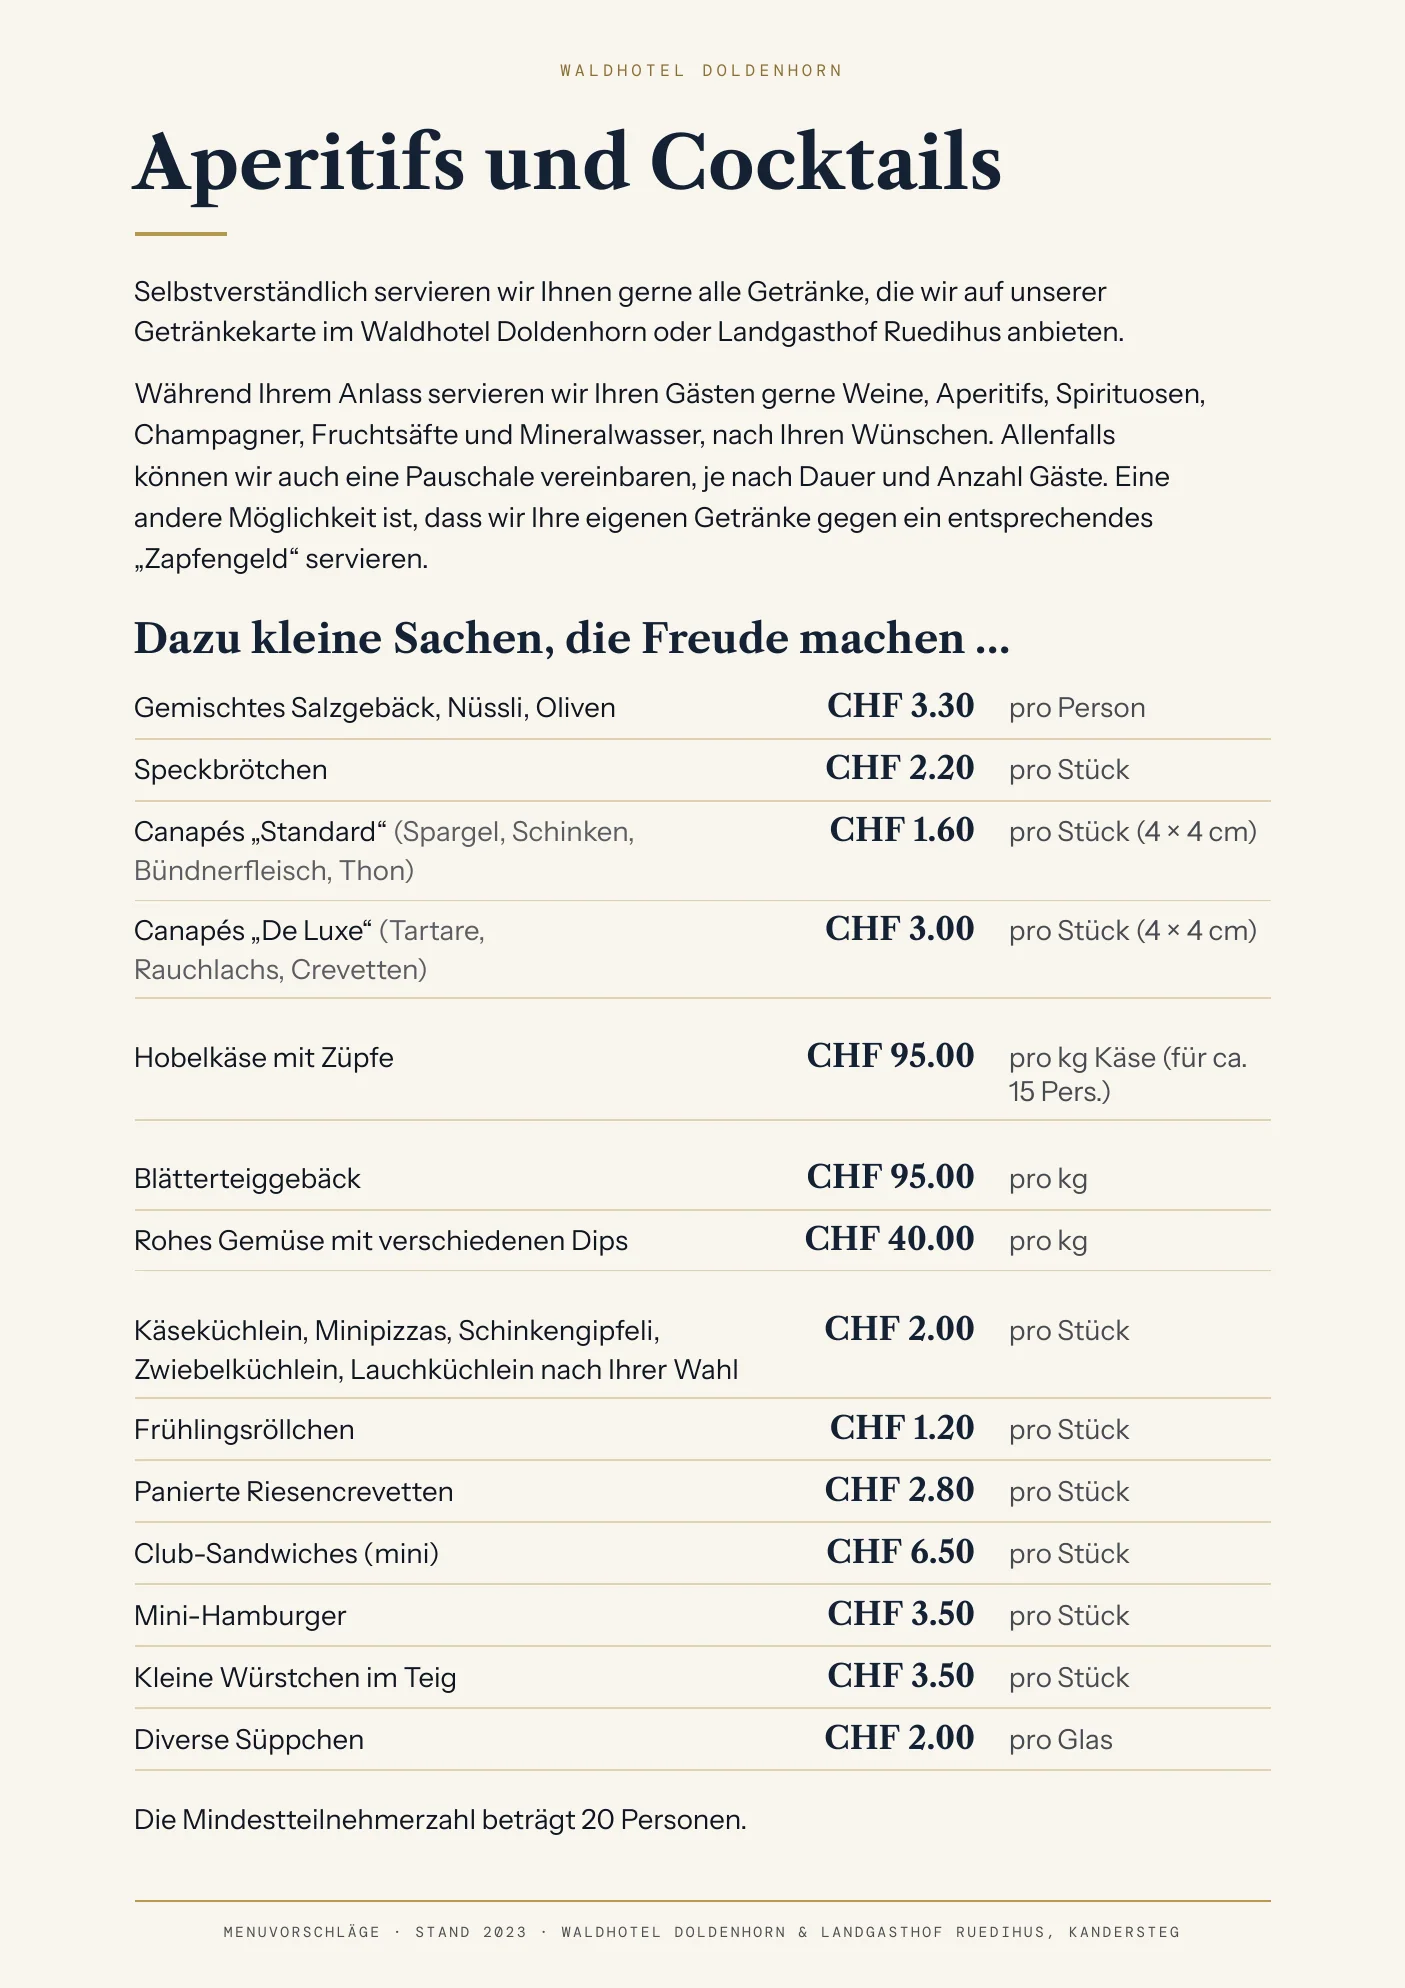 WALDHOTEL DOLDENHORN
Aperitifs und Cocktails
Selbstverständlich servieren wir Ihnen gerne alle Getränke, die wir auf unserer
Getränkekarte im Waldhotel Doldenhorn oder Landgasthof Ruedihus anbieten.
Während Ihrem Anlass servieren wir Ihren Gästen gerne Weine, Aperitifs, Spirituosen,
Champagner, Fruchtsäfte und Mineralwasser, nach Ihren Wünschen. Allenfalls
können wir auch eine Pauschale vereinbaren, je nach Dauer und Anzahl Gäste. Eine
andere Möglichkeit ist, dass wir Ihre eigenen Getränke gegen ein entsprechendes
„Zapfengeld“ servieren.
Dazu kleine Sachen, die Freude machen ...
Gemischtes Salzgebäck, Nüssli, Oliven CHF 3.30 pro Person
Speckbrötchen CHF 2.20 pro Stück
Canapés „Standard“ (Spargel, Schinken, CHF 1.60 pro Stück (4 × 4 cm)
Bündnerfleisch, Thon)
Canapés „De Luxe“ (Tartare, CHF 3.00 pro Stück (4 × 4 cm)
Rauchlachs, Crevetten)
Hobelkäse mit Züpfe CHF 95.00 pro kg Käse (für ca.
15 Pers.)
Blätterteiggebäck CHF 95.00 pro kg
Rohes Gemüse mit verschiedenen Dips CHF 40.00 pro kg
Käseküchlein, Minipizzas, Schinkengipfeli, CHF 2.00 pro Stück
Zwiebelküchlein, Lauchküchlein nach Ihrer Wahl
Frühlingsröllchen CHF 1.20 pro Stück
Panierte Riesencrevetten CHF 2.80 pro Stück
Club-Sandwiches (mini) CHF 6.50 pro Stück
Mini-Hamburger CHF 3.50 pro Stück
Kleine Würstchen im Teig CHF 3.50 pro Stück
Diverse Süppchen CHF 2.00 pro Glas
Die Mindestteilnehmerzahl beträgt 20 Personen.
MENUVORSCHLÄGE · STAND 2023 · WALDHOTEL DOLDENHORN & LANDGASTHOF RUEDIHUS, KANDERSTEG